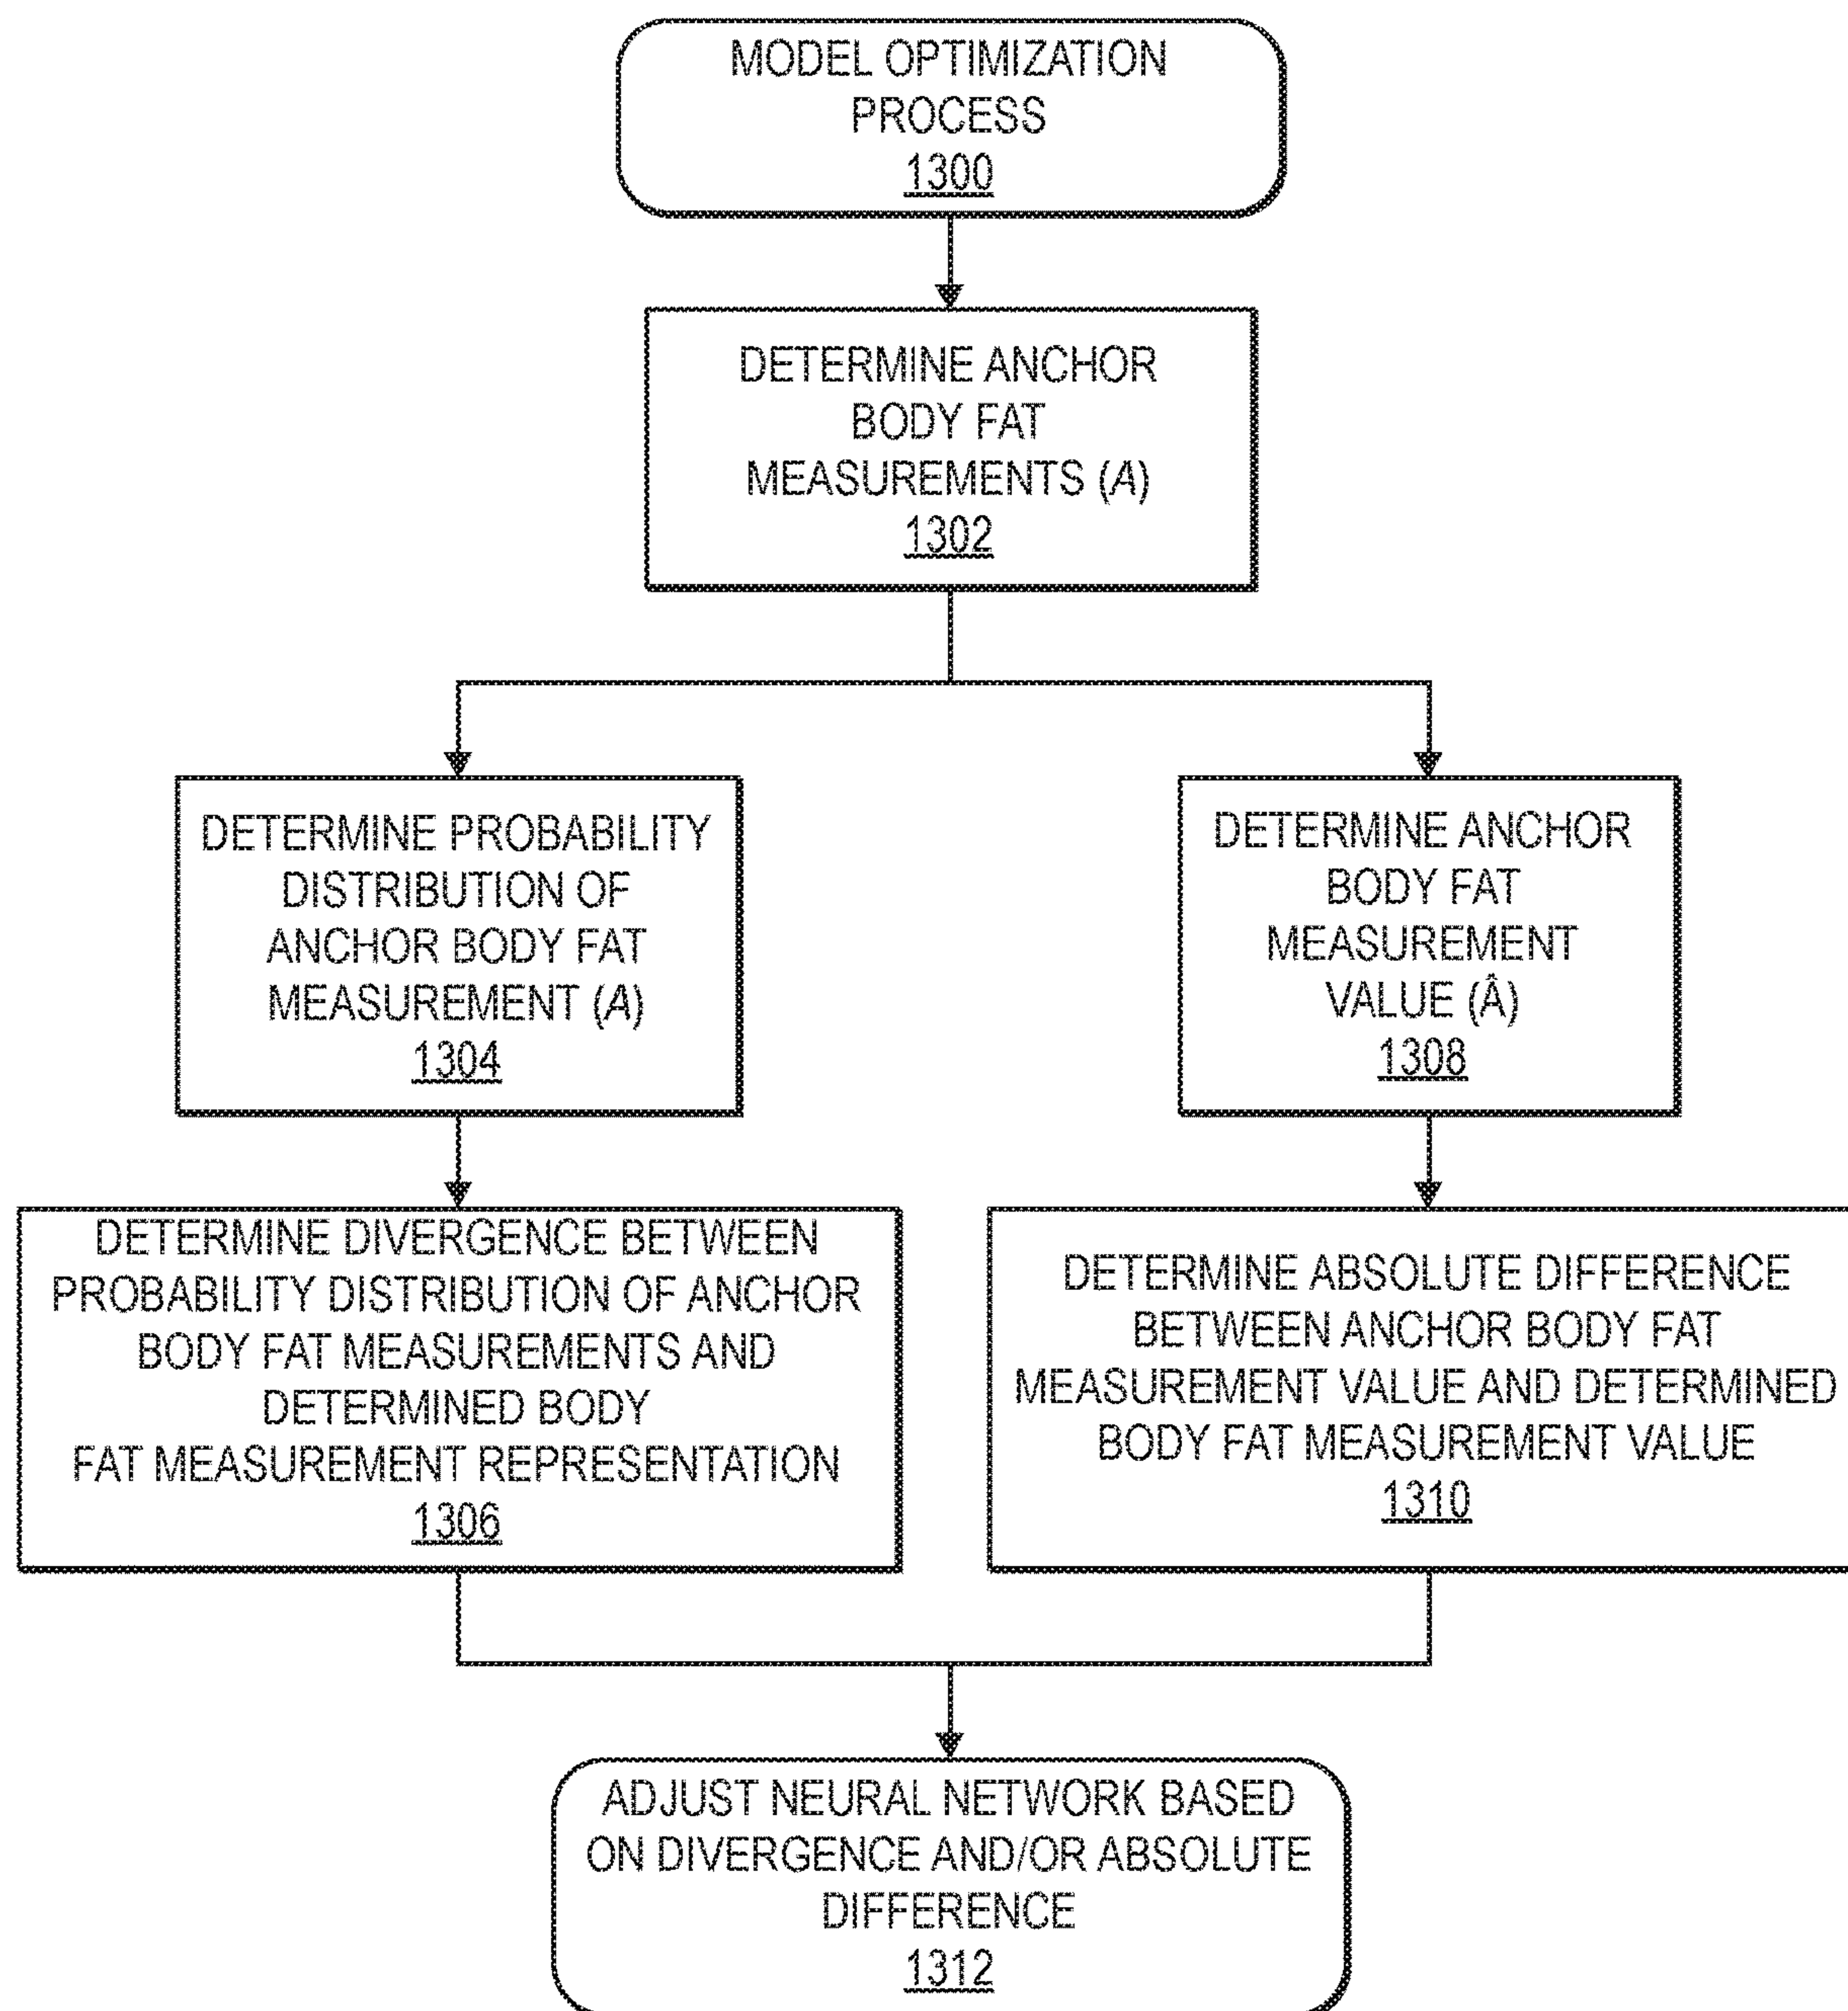 MODEL OPTIMIZATION
PROCESS
1300
DETERMINE ANCHOR
BODY FAT
MEASUREMENTS (A)
1302
DETERMINE PROBABILITY
DISTRIBUTION OF
ANCHOR BODY FAT
MEASUREMENT (A)
1304
DETERMINE ANCHOR
BODY FAT
MEASUREMENT
VALUE (Â)
1308
DETERMINE DIVERGENCE BETWEEN
PROBABILITY DISTRIBUTION OF ANCHOR
BODY FAT MEASUREMENTS AND
DETERMINED BODY
FAT MEASUREMENT REPRESENTATION
1306
DETERMINE ABSOLUTE DIFFERENCE
BETWEEN ANCHOR BODY FAT
MEASUREMENT VALUE AND DETERMINED
BODY FAT MEASUREMENT VALUE
1310
ADJUST NEURAL NETWORK BASED
ON DIVERGENCE AND/OR ABSOLUTE
DIFFERENCE
1312